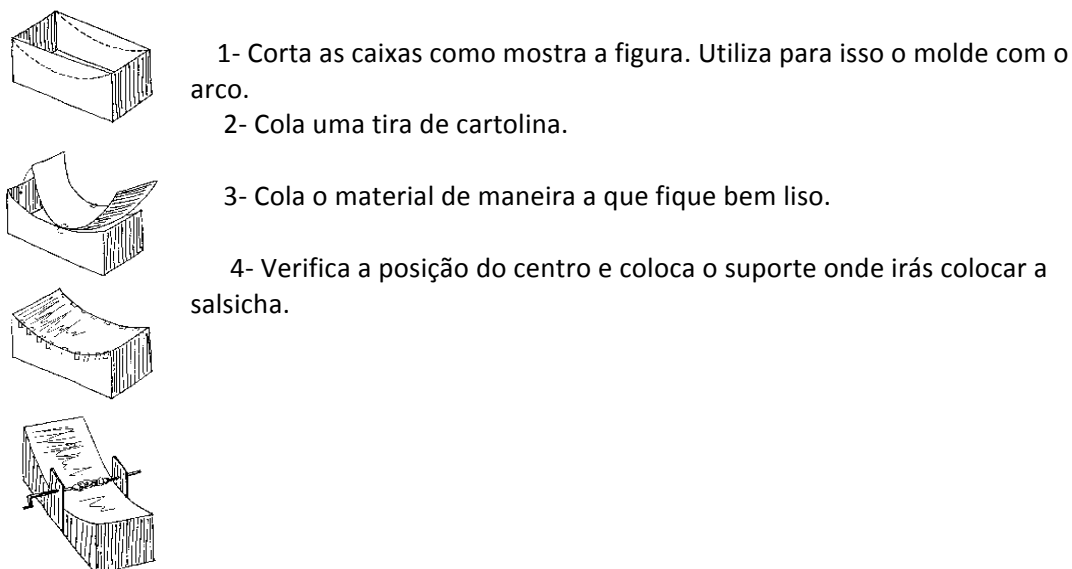 1- Corta as caixas como mostra a figura. Utiliza para isso o molde com o
arco.
2- Cola uma tira de cartolina.
3- Cola o material de maneira a que fique bem liso.
4- Verifica a posição do centro e coloca o suporte onde irás colocar a
salsicha.